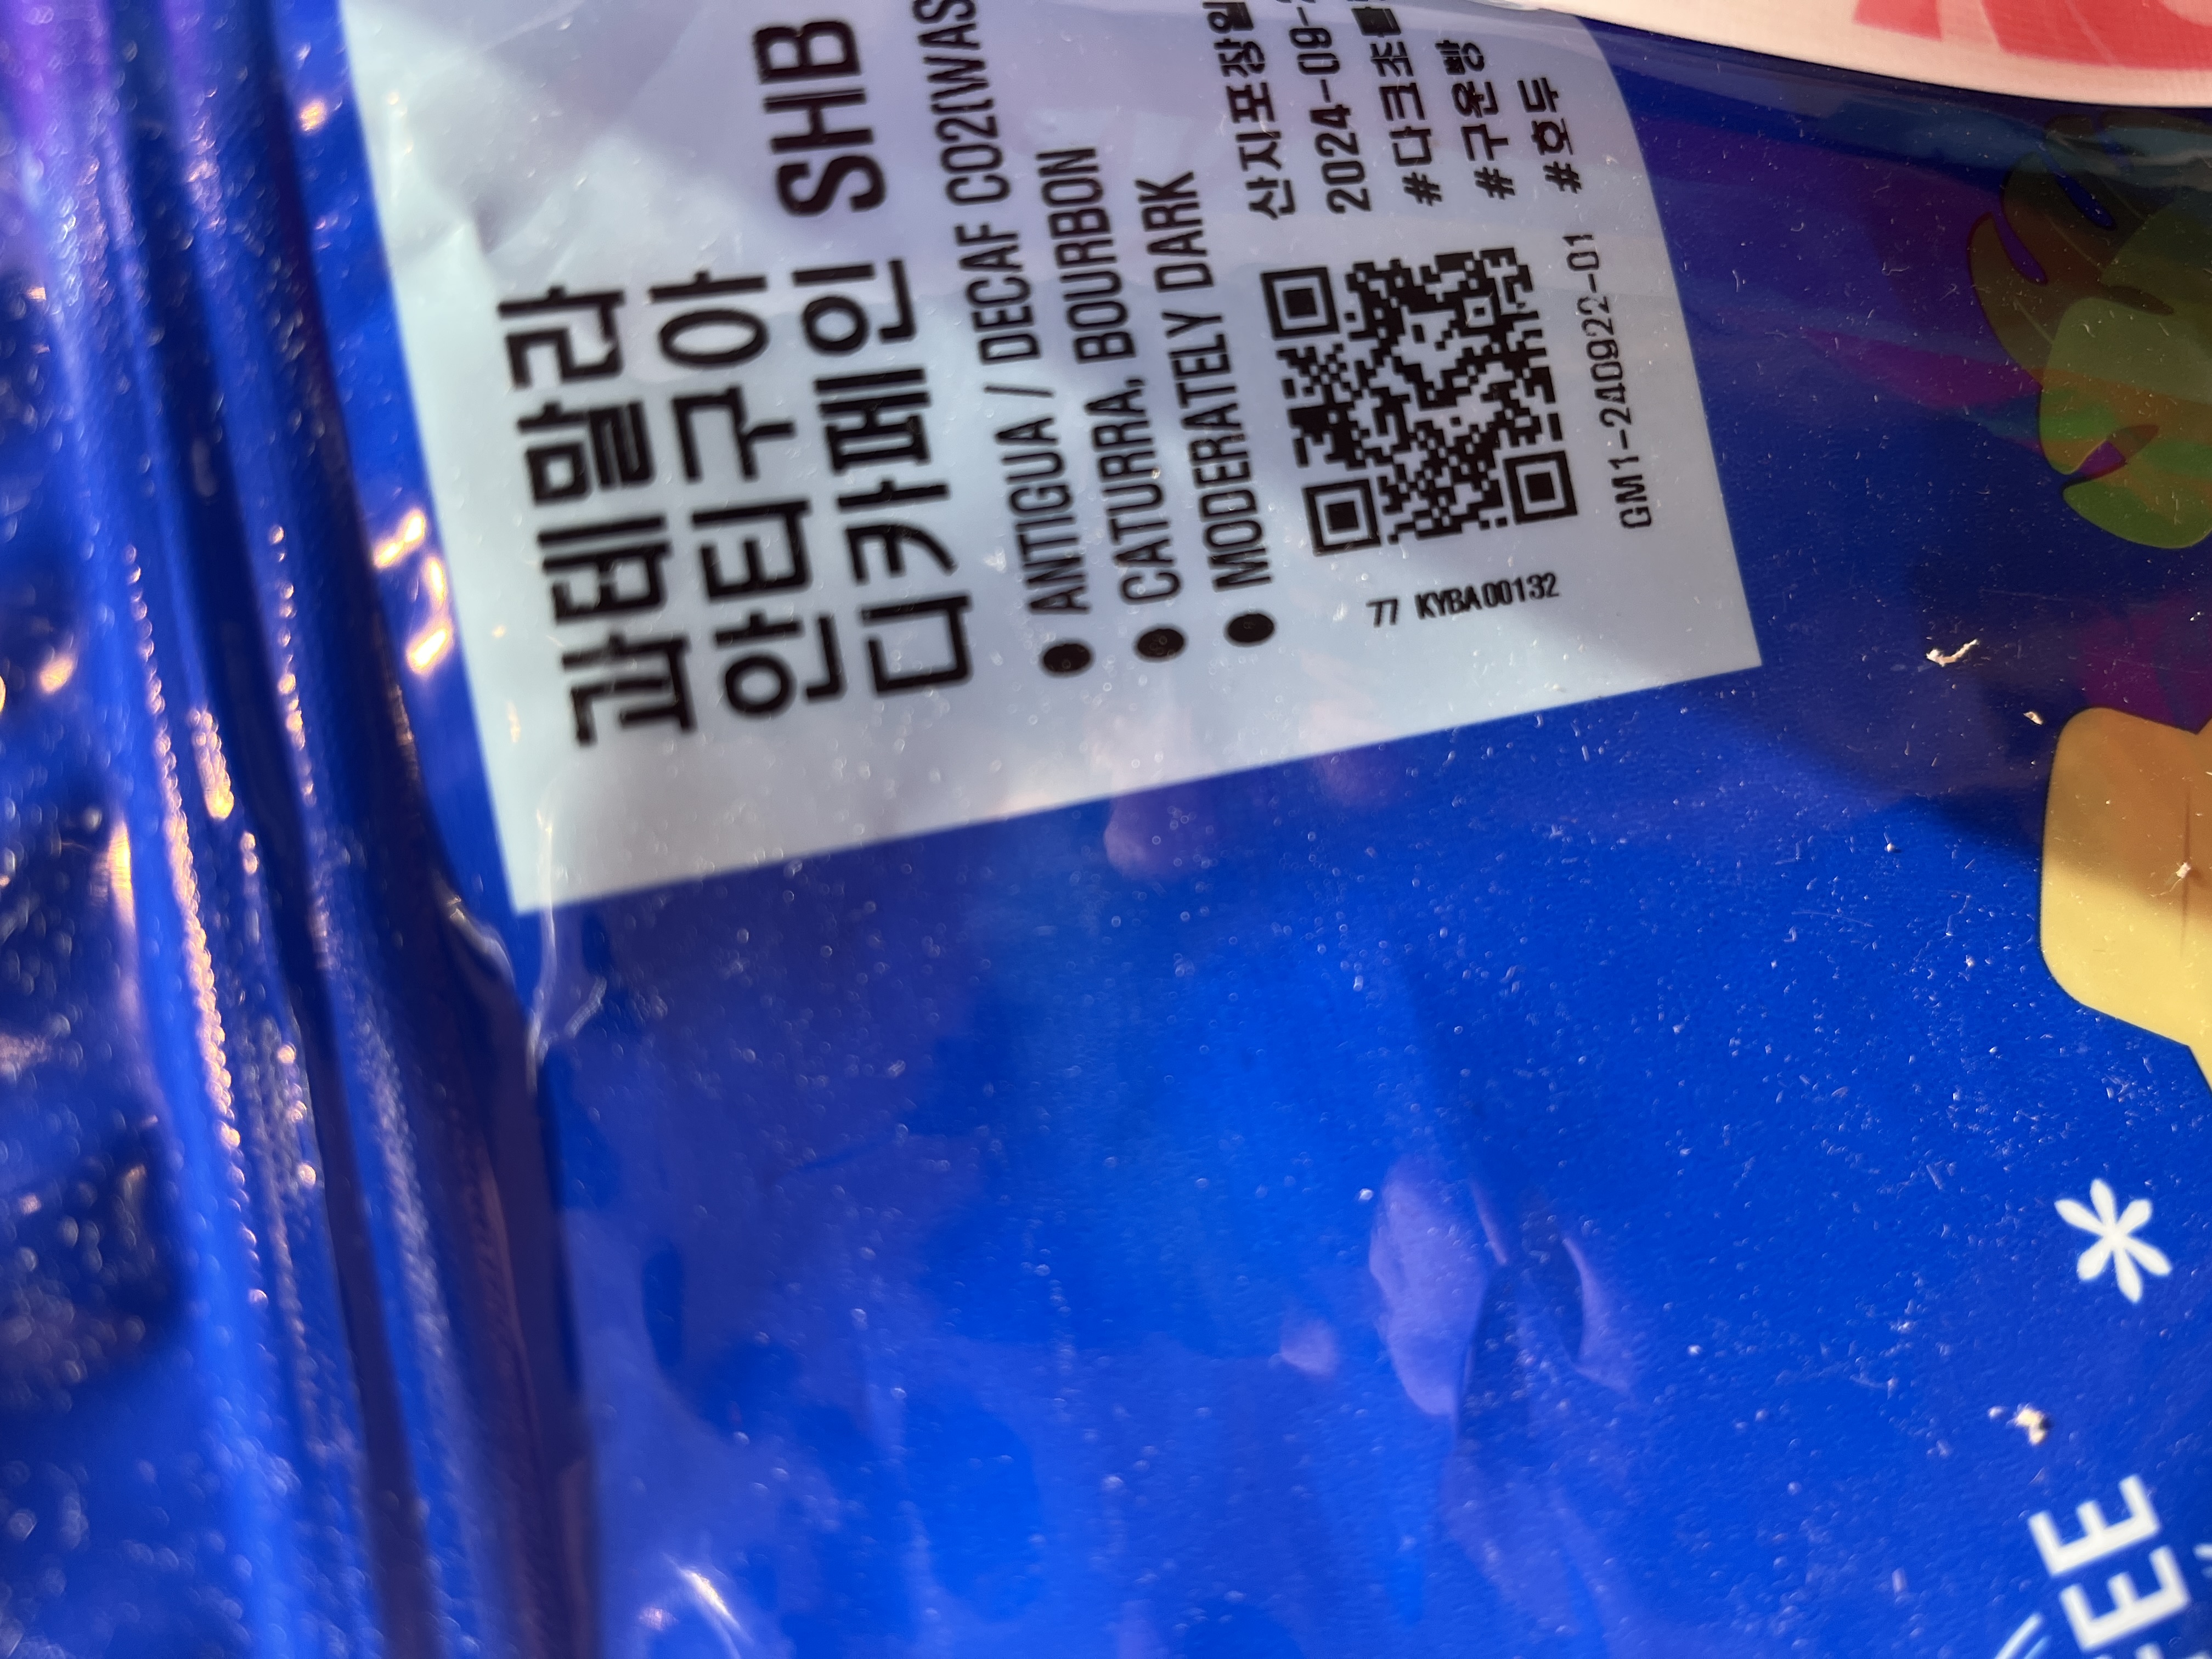 과테말라
안티구아
디카페인 SHB
● ANTIGUA / DECAF CO2(WAS
● CATURRA, BOURBON
● MODERATELY DARK
산지포장일
2024-09-
#다크초콜
#구운빵
#호두
77 KYBA00132
GM1-240922-01